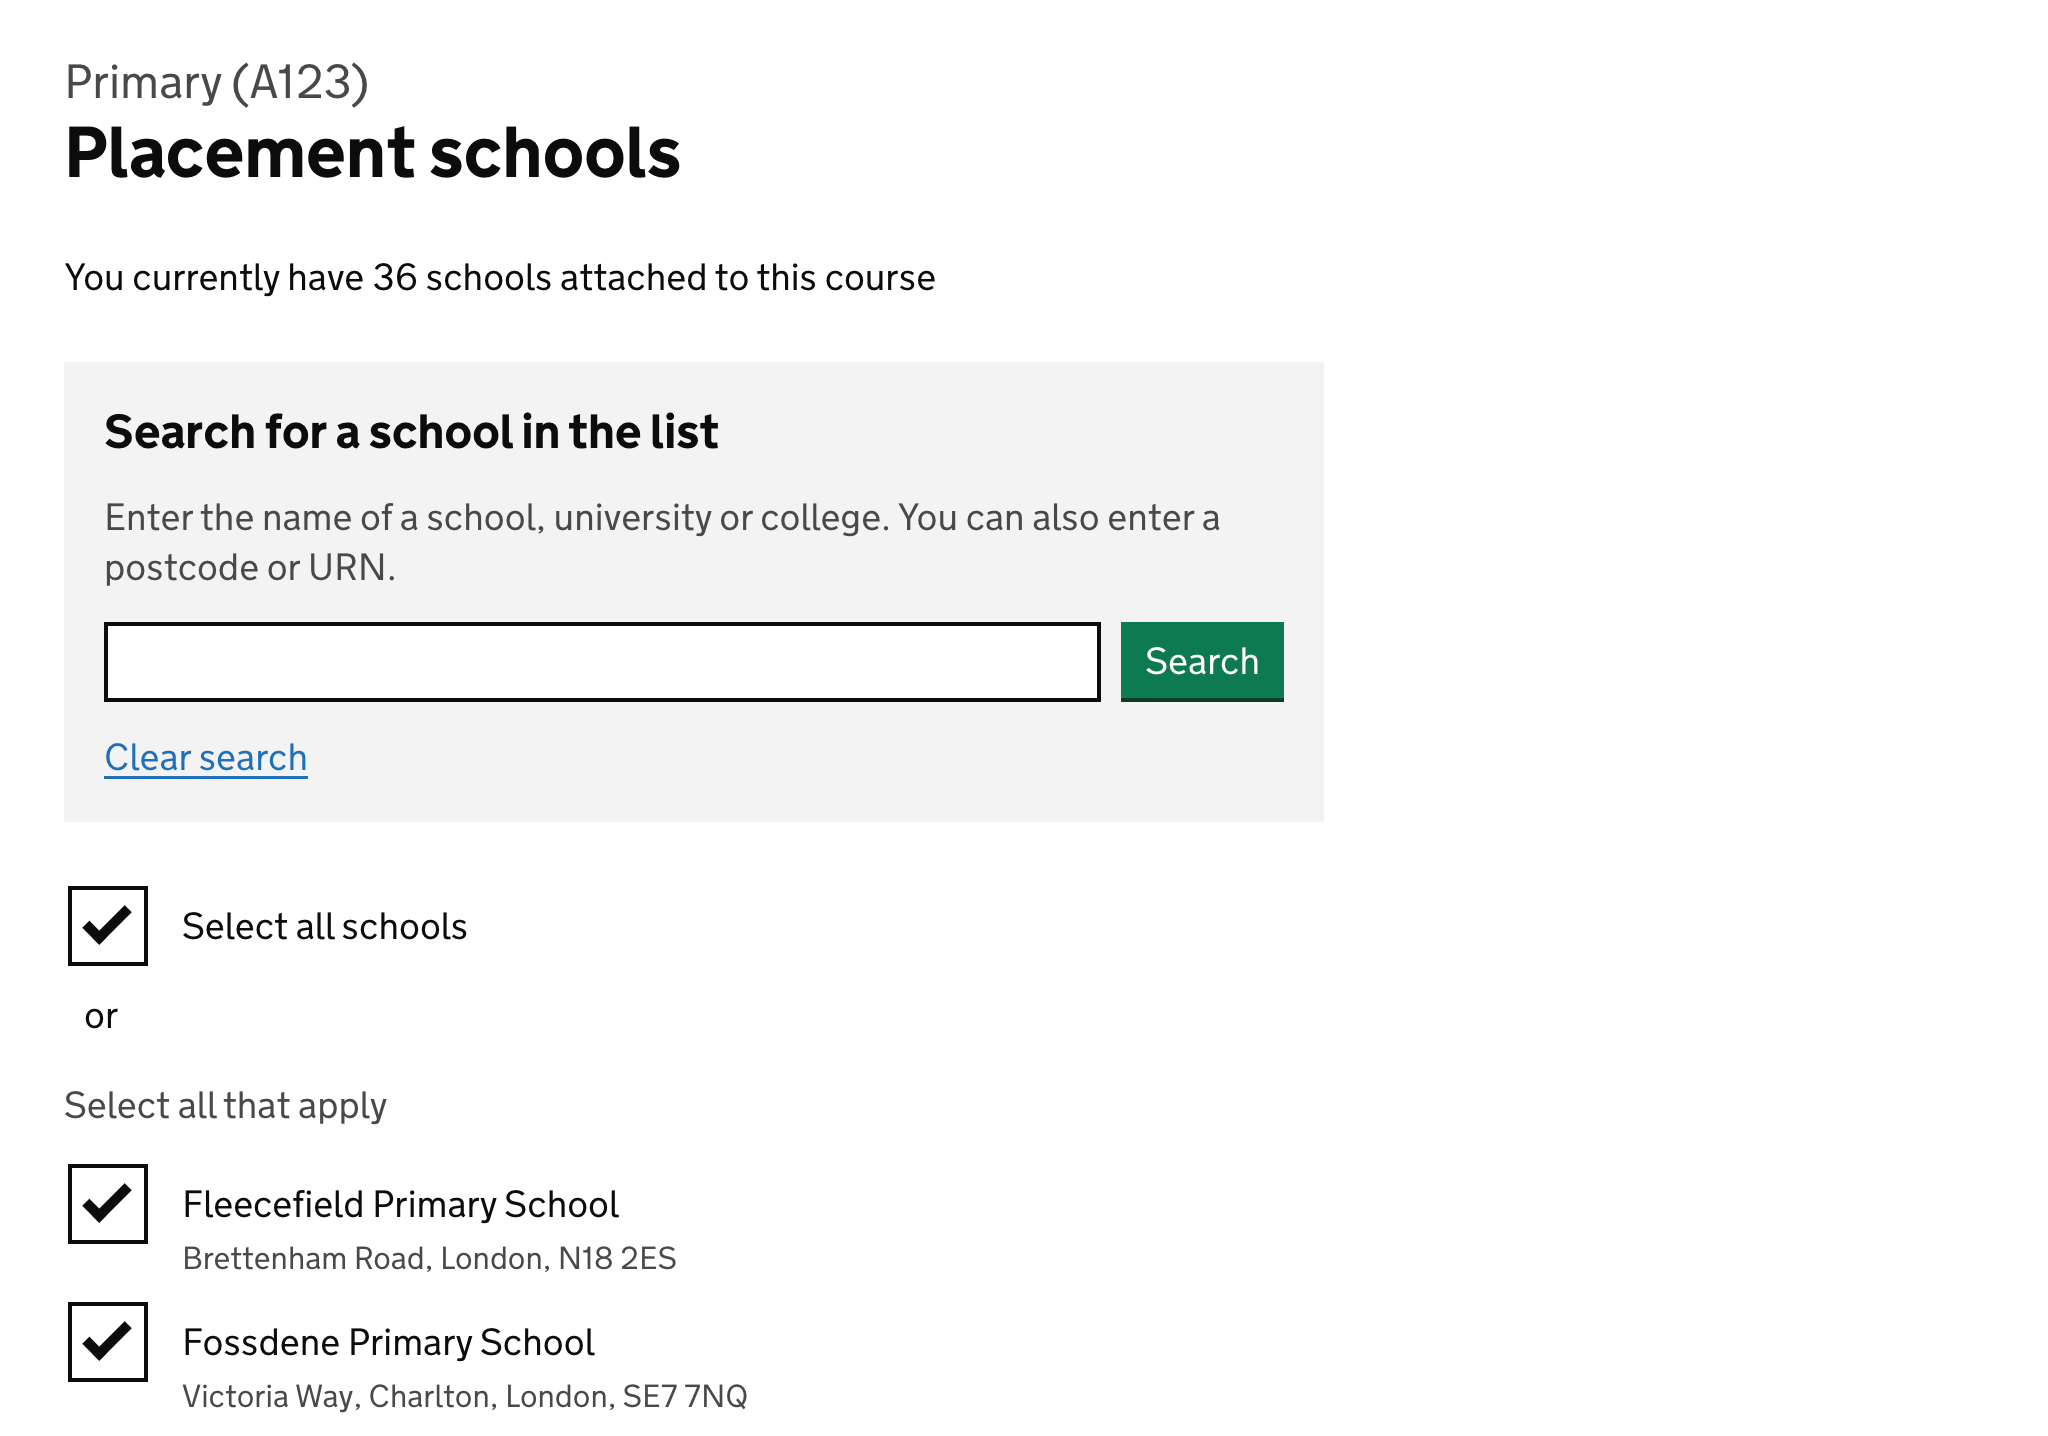 Primary (A123)
Placement schools
You currently have 36 schools attached to this course
Search for a school in the list
Enter the name of a school, university or college. You can also enter a
postcode or URN.
Search
Clear search
Select all schools
or
Select all that apply
Fleecefield Primary School
Brettenham Road, London, N18 2ES
Fossdene Primary School
Victoria Way, Charlton, London, SE7 7NQ